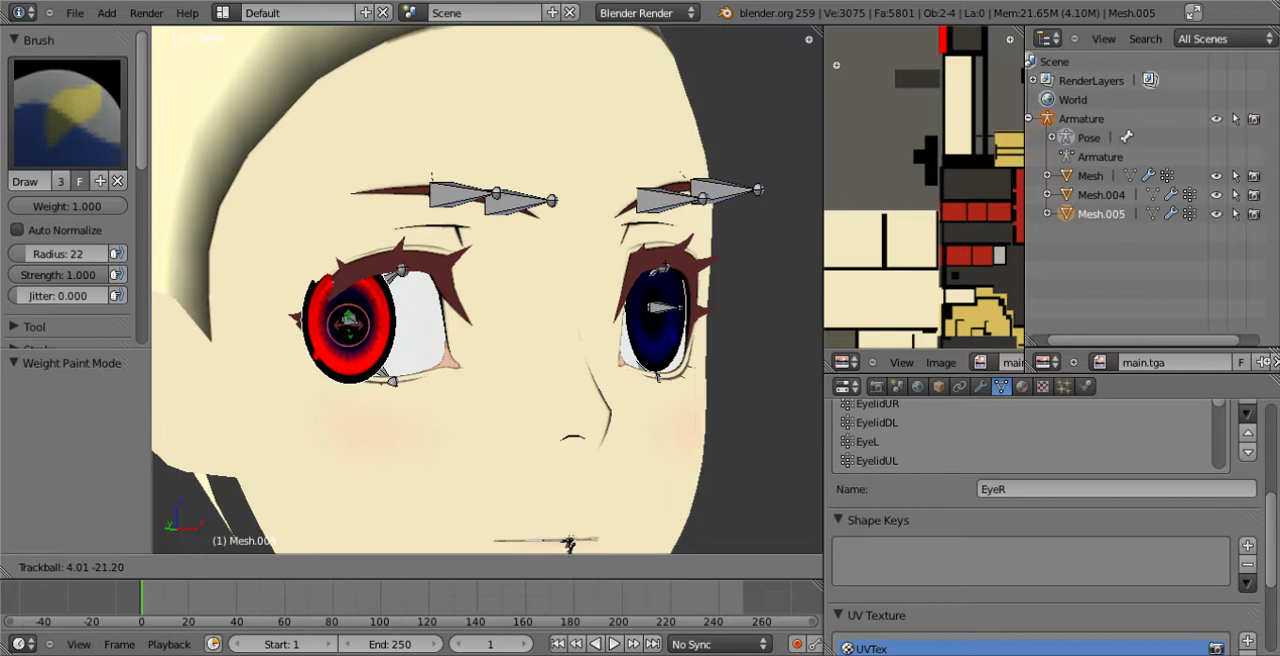 File Add Render Help Default Scene Blender Render blender.org 259 | Ve:3075 | Fa:5801 | Ob:2-4 | La:0 | Mem:21.65M (4.10M) | Mesh.005
Brush
Draw 3 F
Weight: 1.000
Auto Normalize
Radius: 22
Strength: 1.000
Jitter: 0.000
Tool
Weight Paint Mode
(1) Mesh.005
Trackball: 4.01 -21.20
-40 -20 0 20 40 60 80 100 120 140 160 180 200 220 240 260
View Frame Playback Start: 1 End: 250 1 No Sync
View Image main
View Search All Scenes
Scene
RenderLayers
World
Armature
Pose
Armature
Mesh
Mesh.004
Mesh.005
main.tga F
EyelidUR
EyelidDL
EyeL
EyelidUL
Name: EyeR
Shape Keys
UV Texture
UVTex